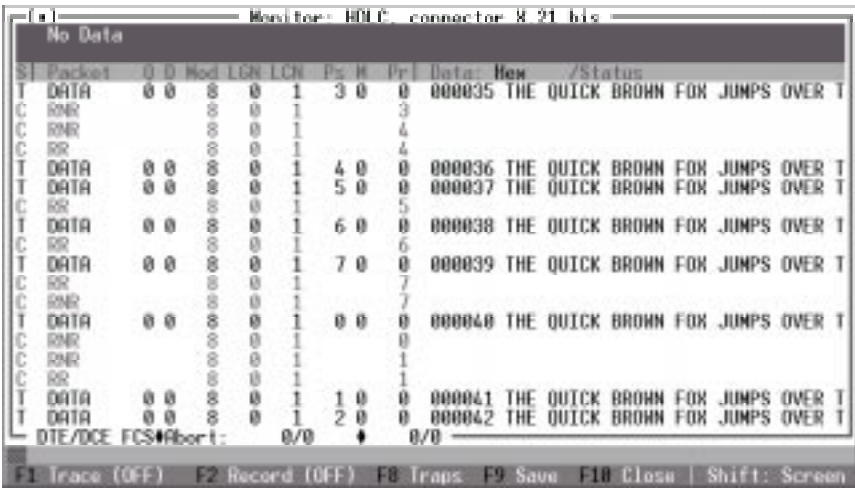 [▪] Monitor: HDLC, connector X.21 bis
No Data
S Packet Q D Mod LGN LCN Ps M Pr Data: Hex /Status
T DATA 0 0 8 0 1 3 0 0 000035 THE QUICK BROWN FOX JUMPS OVER T
C RNR 8 0 1 3
C RNR 8 0 1 4
C RR 8 0 1 4
T DATA 0 0 8 0 1 4 0 0 000036 THE QUICK BROWN FOX JUMPS OVER T
T DATA 0 0 8 0 1 5 0 0 000037 THE QUICK BROWN FOX JUMPS OVER T
C RR 8 0 1 5
T DATA 0 0 8 0 1 6 0 0 000038 THE QUICK BROWN FOX JUMPS OVER T
C RR 8 0 1 6
T DATA 0 0 8 0 1 7 0 0 000039 THE QUICK BROWN FOX JUMPS OVER T
C RR 8 0 1 7
C RNR 8 0 1 7
T DATA 0 0 8 0 1 0 0 0 000040 THE QUICK BROWN FOX JUMPS OVER T
C RNR 8 0 1 0
C RNR 8 0 1 1
C RR 8 0 1 1
T DATA 0 0 8 0 1 1 0 0 000041 THE QUICK BROWN FOX JUMPS OVER T
T DATA 0 0 8 0 1 2 0 0 000042 THE QUICK BROWN FOX JUMPS OVER T
DTE/DCE FCS♦Abort: 0/0 ♦ 0/0
F1 Trace (OFF) F2 Record (OFF) F8 Traps F9 Save F10 Close | Shift: Screen